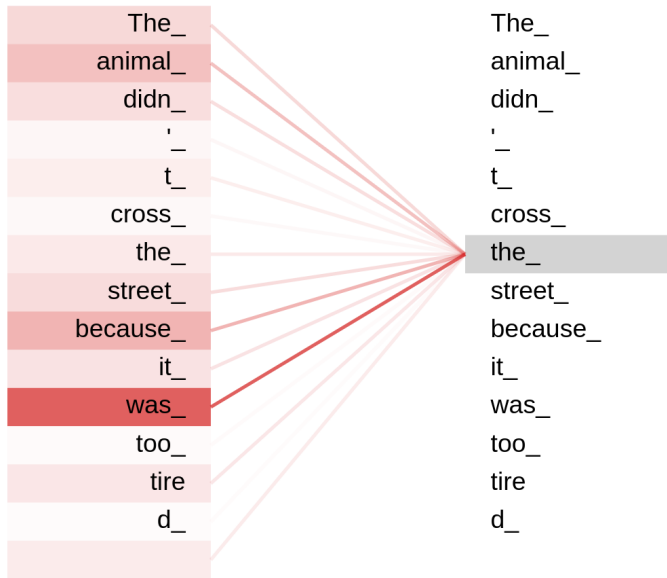 The_ The_
animal_ animal_
didn_ didn_
'_ '_
t_ t_
cross_ cross_
the_ the_
street_ street_
because_ because_
it_ it_
was_ was_
too_ too_
tire tire
d_ d_